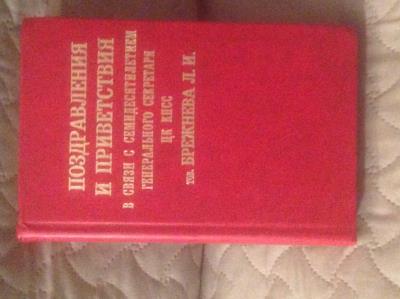 ПОЗДРАВЛЕНИЯ
И ПРИВЕТСТВИЯ
В СВЯЗИ С СЕМИДЕСЯТИЛЕТИЕМ
ГЕНЕРАЛЬНОГО СЕКРЕТАРЯ
ЦК КПСС
тов. БРЕЖНЕВА Л. И.